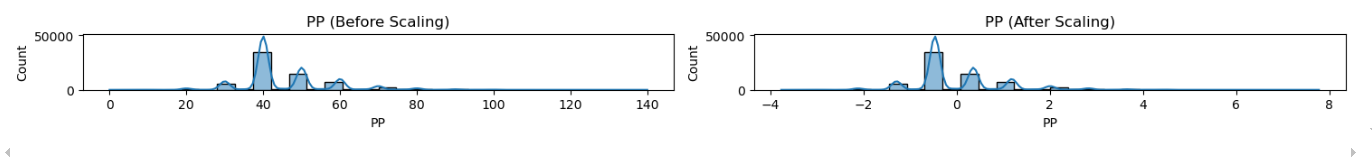 PP (Before Scaling)
50000
Count
0
0 20 40 60 80 100 120 140
PP
PP (After Scaling)
50000
Count
0
−4 −2 0 2 4 6 8
PP